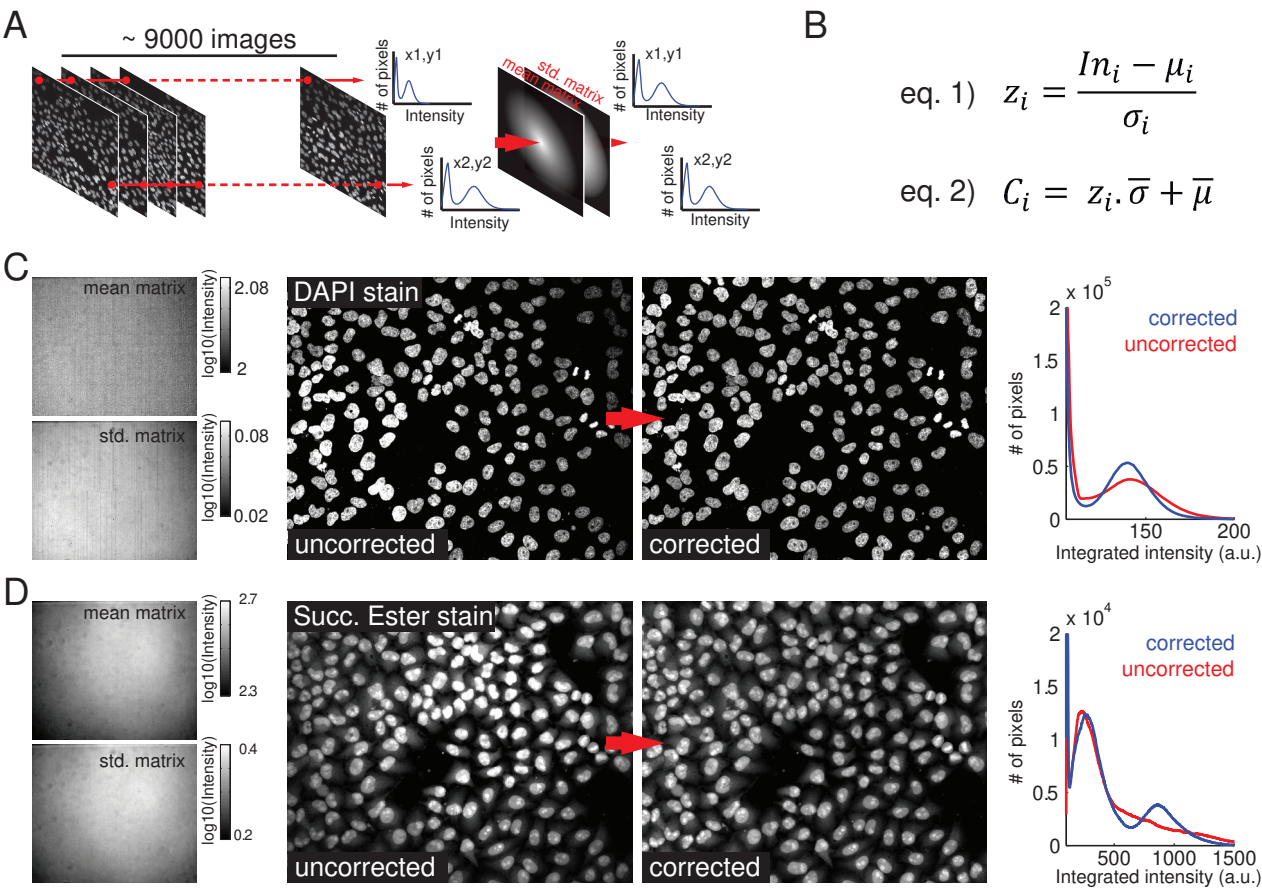 A
~ 9000 images
# of pixels
x1,y1
Intensity
# of pixels
x2,y2
Intensity
mean matrix
std. matrix
# of pixels
x1,y1
Intensity
# of pixels
x2,y2
Intensity
B
eq. 1) z_i = (In_i − μ_i) / σ_i
eq. 2) C_i = z_i. σ̅ + μ̅
C
mean matrix
log10(Intensity)
2.08
2
std. matrix
log10(Intensity)
0.08
0.02
DAPI stain
uncorrected
corrected
x 10⁵
corrected
uncorrected
# of pixels
2
1.5
1
0.5
0
150
200
Integrated intensity (a.u.)
D
mean matrix
log10(Intensity)
2.7
2.3
std. matrix
log10(Intensity)
0.4
0.2
Succ. Ester stain
uncorrected
corrected
x 10⁴
corrected
uncorrected
# of pixels
2
1.5
1
0.5
0
500
1000
1500
Integrated intensity (a.u.)